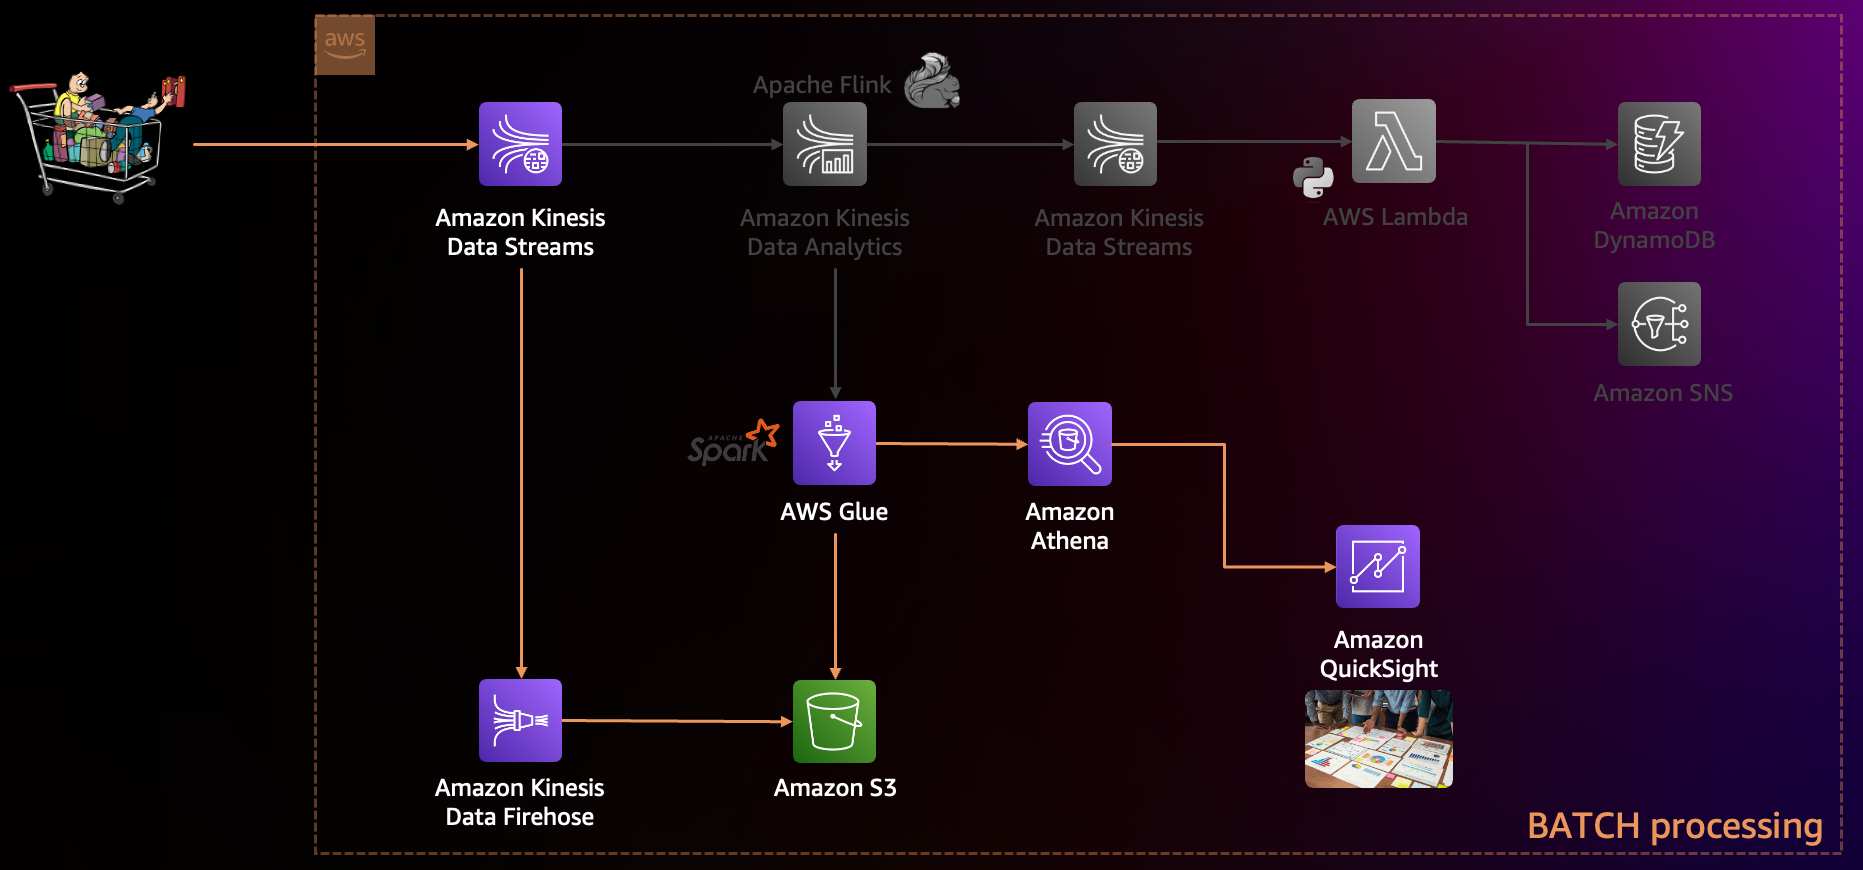 aws
Apache Flink
Amazon Kinesis
Data Streams
Amazon Kinesis
Data Analytics
Amazon Kinesis
Data Streams
AWS Lambda
Amazon
DynamoDB
Amazon SNS
APACHE
Spark
AWS Glue
Amazon
Athena
Amazon
QuickSight
Amazon Kinesis
Data Firehose
Amazon S3
BATCH processing